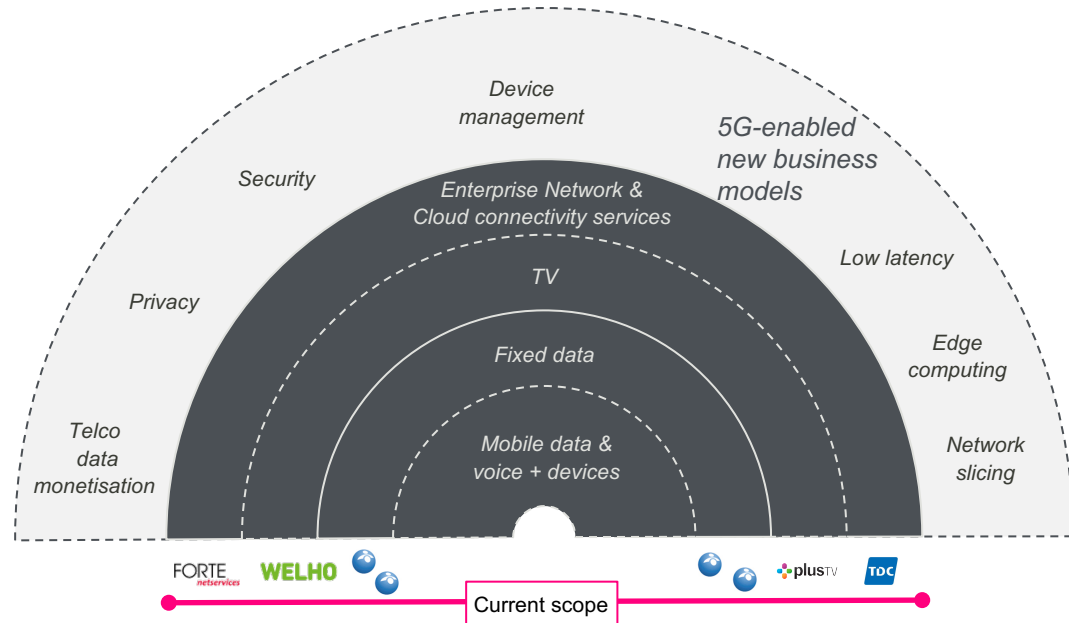 Device
management
5G-enabled
new business
models
Security
Enterprise Network &
Cloud connectivity services
Low latency
TV
Privacy
Edge
computing
Fixed data
Telco
data
monetisation
Mobile data &
voice + devices
Network
slicing
FORTE
netservices
WELHO
plusTV
TDC
Current scope